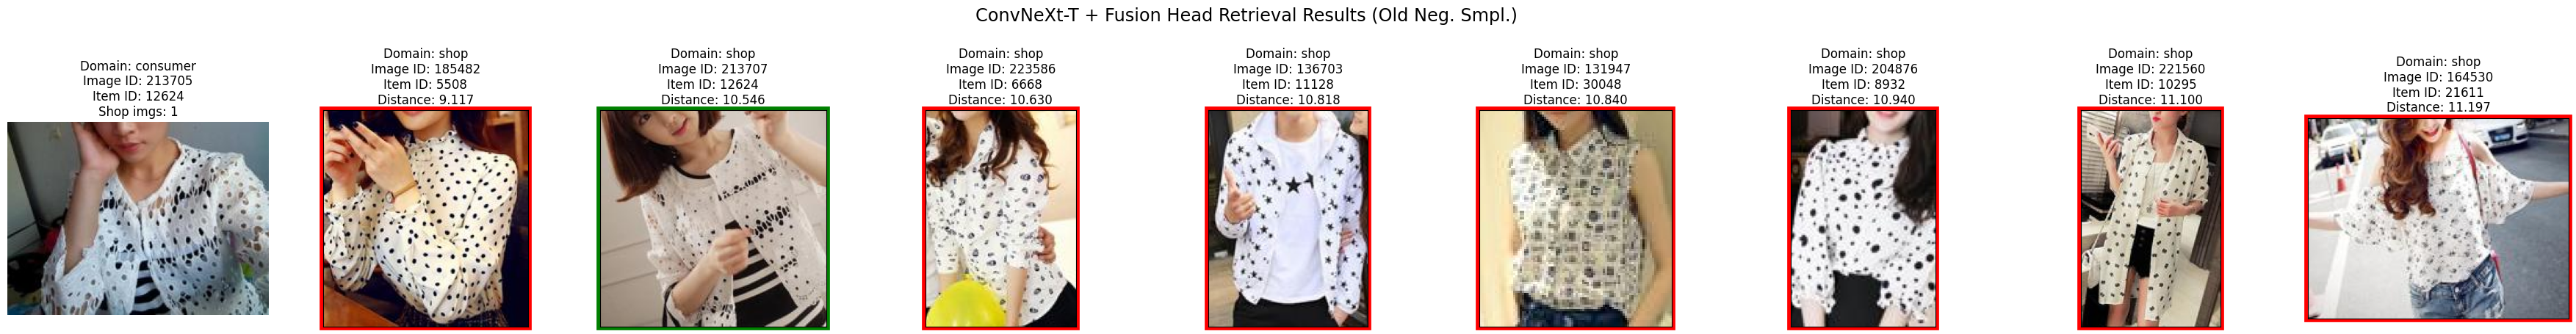 ConvNeXt-T + Fusion Head Retrieval Results (Old Neg. Smpl.)
Domain: consumer
Image ID: 213705
Item ID: 12624
Shop imgs: 1
Domain: shop
Image ID: 185482
Item ID: 5508
Distance: 9.117
Domain: shop
Image ID: 213707
Item ID: 12624
Distance: 10.546
Domain: shop
Image ID: 223586
Item ID: 6668
Distance: 10.630
Domain: shop
Image ID: 136703
Item ID: 11128
Distance: 10.818
Domain: shop
Image ID: 131947
Item ID: 30048
Distance: 10.840
Domain: shop
Image ID: 204876
Item ID: 8932
Distance: 10.940
Domain: shop
Image ID: 221560
Item ID: 10295
Distance: 11.100
Domain: shop
Image ID: 164530
Item ID: 21611
Distance: 11.197